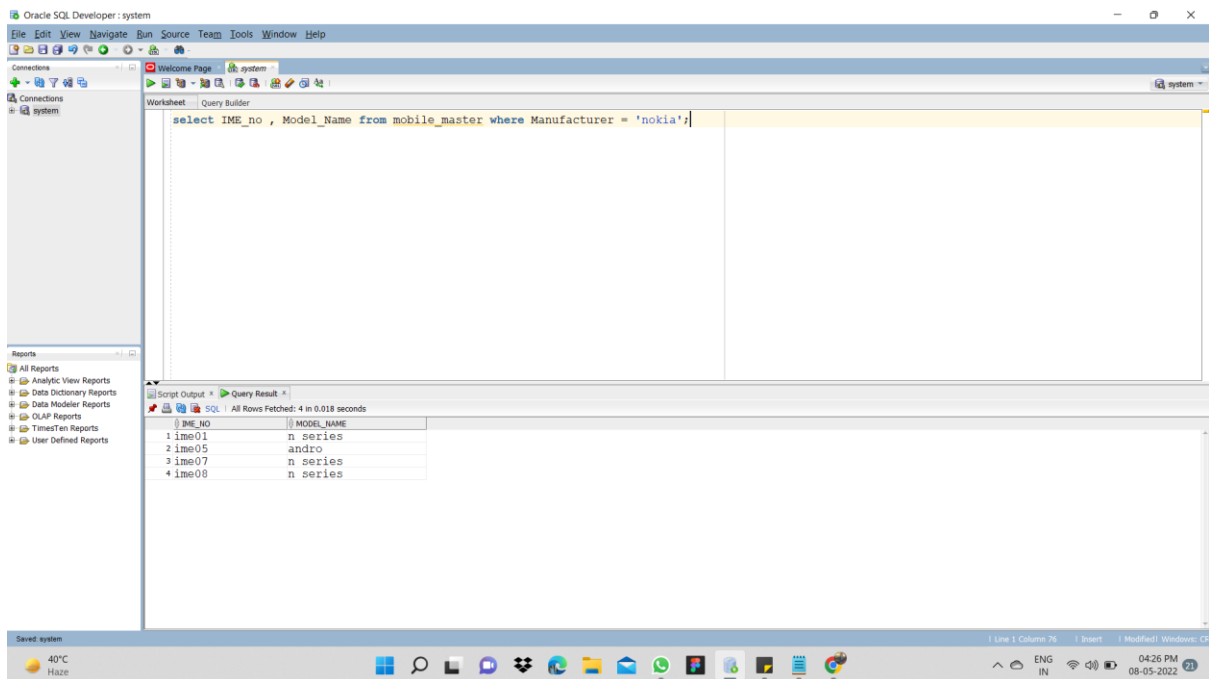 Oracle SQL Developer : system
File Edit View Navigate Run Source Team Tools Window Help
Connections
Welcome Page
system
system
Connections
system
Worksheet Query Builder
select IME_no , Model_Name from mobile_master where Manufacturer = 'nokia';
Reports
All Reports
Analytic View Reports
Data Dictionary Reports
Data Modeler Reports
OLAP Reports
TimesTen Reports
User Defined Reports
Script Output Query Result
SQL | All Rows Fetched: 4 in 0.018 seconds
IME_NO MODEL_NAME
1 ime01 n series
2 ime05 andro
3 ime07 n series
4 ime08 n series
Saved: system
Line 1 Column 76 | Insert | Modified| Windows: CR
40°C
Haze
ENG
IN
04:26 PM
08-05-2022
21